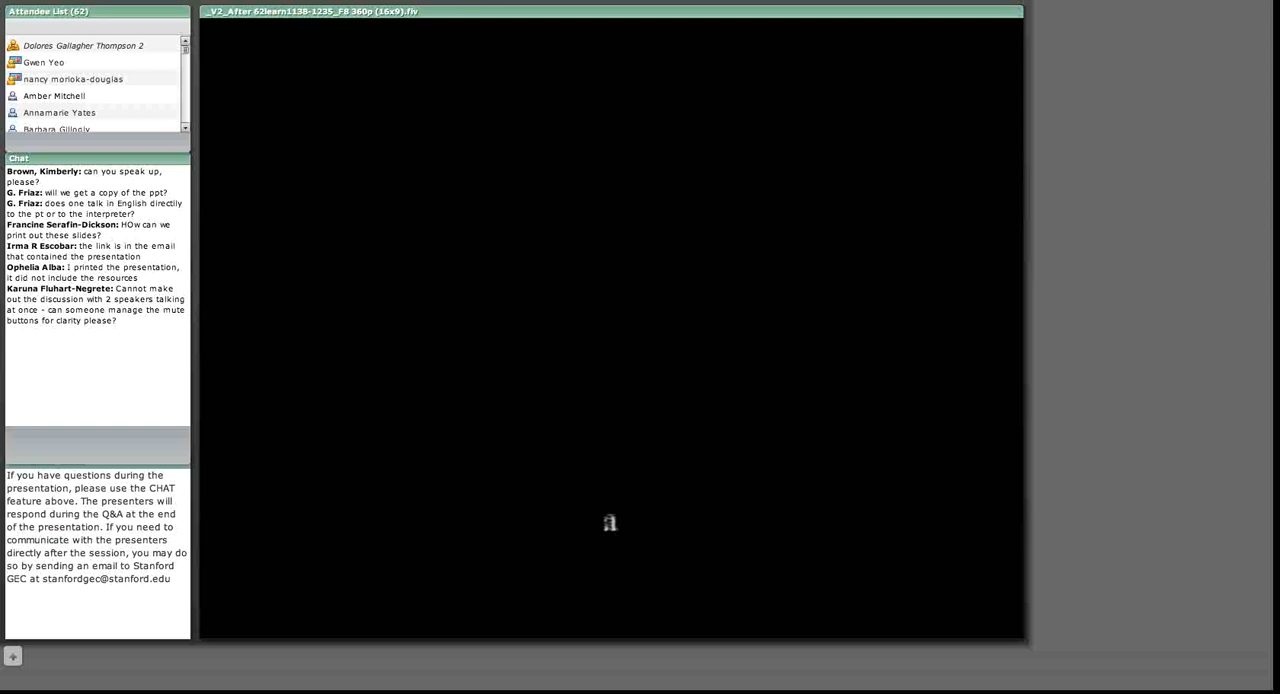 Attendee List (62)
Dolores Gallagher Thompson 2
Gwen Yeo
nancy morioka-douglas
Amber Mitchell
Annamarie Yates
Barbara Gillogly
Chat
Brown, Kimberly: can you speak up,
please?
G. Friaz: will we get a copy of the ppt?
G. Friaz: does one talk in English directly
to the pt or to the interpreter?
Francine Serafin-Dickson: HOw can we
print out these slides?
Irma R Escobar: the link is in the email
that contained the presentation
Ophelia Alba: I printed the presentation,
it did not include the resources
Karuna Fluhart-Negrete: Cannot make
out the discussion with 2 speakers talking
at once - can someone manage the mute
buttons for clarity please?
If you have questions during the
presentation, please use the CHAT
feature above. The presenters will
respond during the Q&A at the end
of the presentation. If you need to
communicate with the presenters
directly after the session, you may do
so by sending an email to Stanford
GEC at stanfordgec@stanford.edu
_V2_After 62learn1138-1235_F8 360p (16x9).flv
a